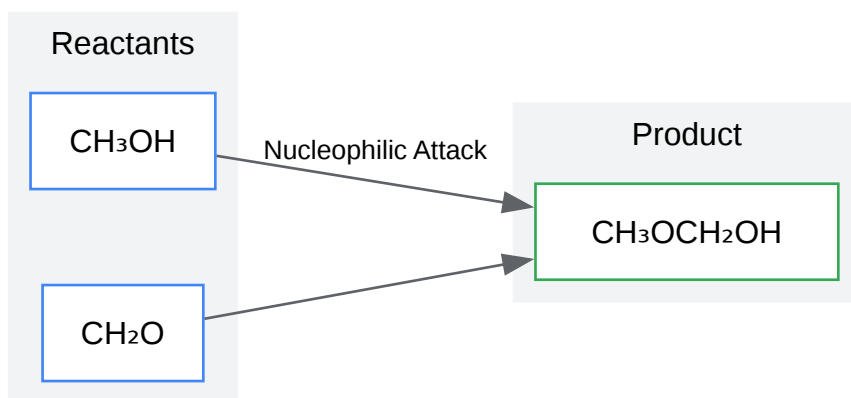 Reactants
CH₃OH
Nucleophilic Attack
Product
CH₃OCH₂OH
CH₂O